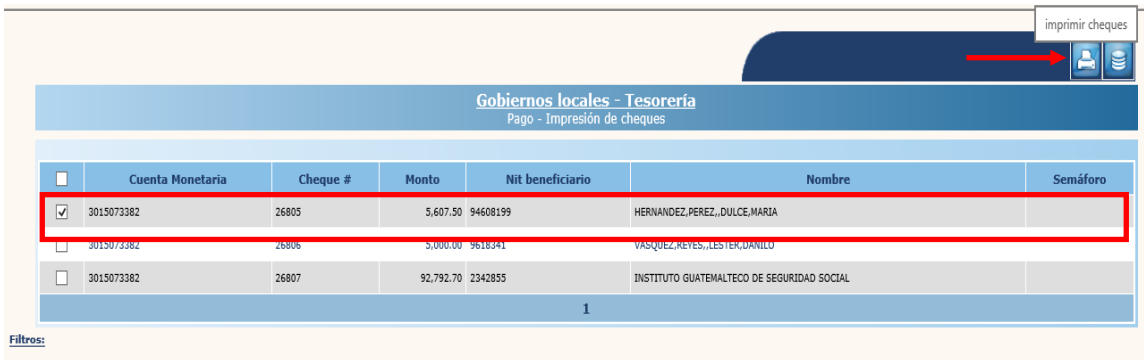 imprimir cheques
Gobiernos locales - Tesorería
Pago - Impresión de cheques
Cuenta Monetaria Cheque # Monto Nit beneficiario Nombre Semáforo
3015073382 26805 5,607.50 94608199 HERNANDEZ,PEREZ,,DULCE,MARIA
3015073382 26806 5,000.00 9618341 VASQUEZ,REYES,,LESTER,DANILO
3015073382 26807 92,792.70 2342855 INSTITUTO GUATEMALTECO DE SEGURIDAD SOCIAL
1
Filtros: